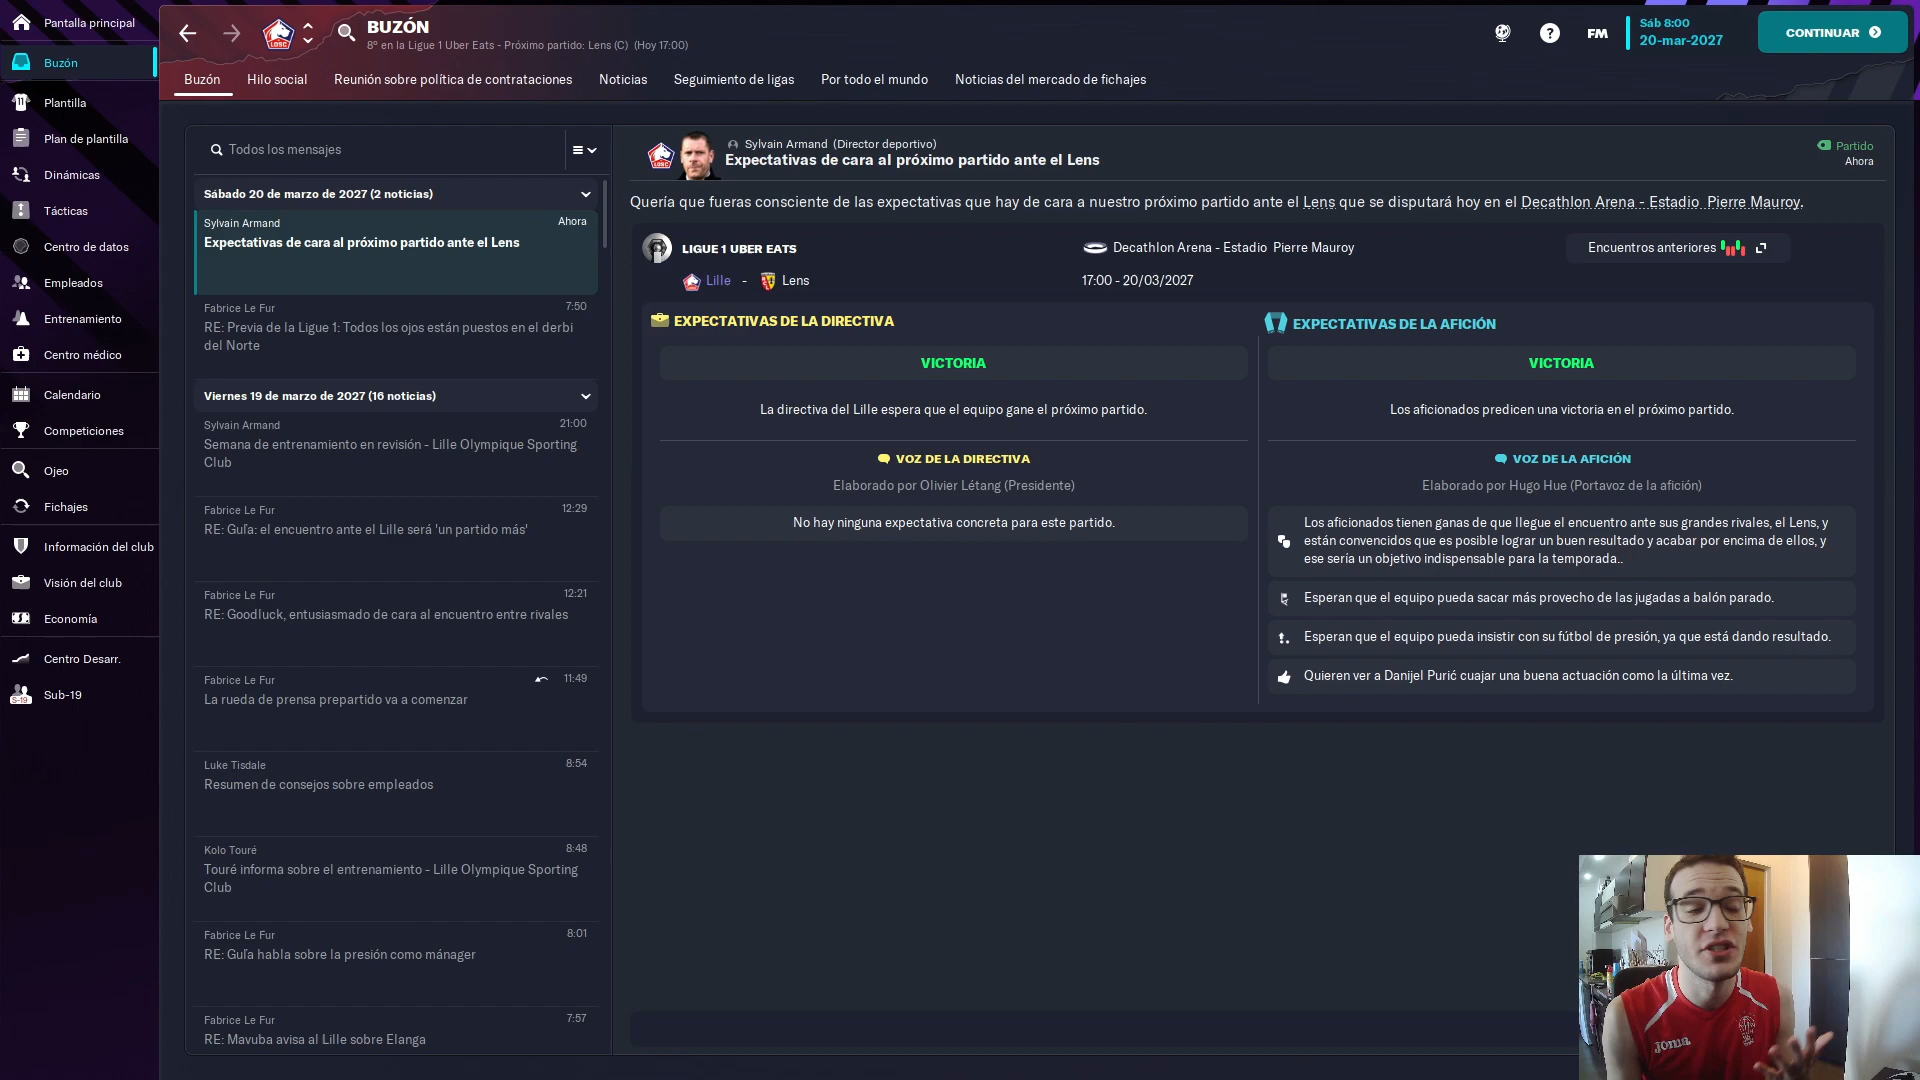 Pantalla principal
Buzón
Plantilla
Plan de plantilla
Dinámicas
Tácticas
Centro de datos
Empleados
Entrenamiento
Centro médico
Calendario
Competiciones
Ojeo
Fichajes
Información del club
Visión del club
Economía
Centro Desarr.
S-19
Sub-19
LOSC
BUZÓN
8º en la Ligue 1 Uber Eats - Próximo partido: Lens (C) (Hoy 17:00)
FM
Sáb 8:00
20-mar-2027
CONTINUAR
Buzón
Hilo social
Reunión sobre política de contrataciones
Noticias
Seguimiento de ligas
Por todo el mundo
Noticias del mercado de fichajes
Todos los mensajes
Sábado 20 de marzo de 2027 (2 noticias)
Sylvain Armand Ahora
Expectativas de cara al próximo partido ante el Lens
Fabrice Le Fur 7:50
RE: Previa de la Ligue 1: Todos los ojos están puestos en el derbi
del Norte
Viernes 19 de marzo de 2027 (16 noticias)
Sylvain Armand 21:00
Semana de entrenamiento en revisión - Lille Olympique Sporting
Club
Fabrice Le Fur 12:29
RE: Guľa: el encuentro ante el Lille será 'un partido más'
Fabrice Le Fur 12:21
RE: Goodluck, entusiasmado de cara al encuentro entre rivales
Fabrice Le Fur 11:49
La rueda de prensa prepartido va a comenzar
Luke Tisdale 8:54
Resumen de consejos sobre empleados
Kolo Touré 8:48
Touré informa sobre el entrenamiento - Lille Olympique Sporting
Club
Fabrice Le Fur 8:01
RE: Guľa habla sobre la presión como mánager
Fabrice Le Fur 7:57
RE: Mavuba avisa al Lille sobre Elanga
Sylvain Armand (Director deportivo)
Expectativas de cara al próximo partido ante el Lens
Partido
Ahora
Quería que fueras consciente de las expectativas que hay de cara a nuestro próximo partido ante el Lens que se disputará hoy en el Decathlon Arena - Estadio Pierre Mauroy.
LIGUE 1 UBER EATS
Lille - Lens
Decathlon Arena - Estadio Pierre Mauroy
17:00 - 20/03/2027
Encuentros anteriores
EXPECTATIVAS DE LA DIRECTIVA
VICTORIA
La directiva del Lille espera que el equipo gane el próximo partido.
VOZ DE LA DIRECTIVA
Elaborado por Olivier Létang (Presidente)
No hay ninguna expectativa concreta para este partido.
EXPECTATIVAS DE LA AFICIÓN
VICTORIA
Los aficionados predicen una victoria en el próximo partido.
VOZ DE LA AFICIÓN
Elaborado por Hugo Hue (Portavoz de la afición)
Los aficionados tienen ganas de que llegue el encuentro ante sus grandes rivales, el Lens, y
están convencidos que es posible lograr un buen resultado y acabar por encima de ellos, y
ese sería un objetivo indispensable para la temporada..
Esperan que el equipo pueda sacar más provecho de las jugadas a balón parado.
Esperan que el equipo pueda insistir con su fútbol de presión, ya que está dando resultado.
Quieren ver a Danijel Purić cuajar una buena actuación como la última vez.
Joma